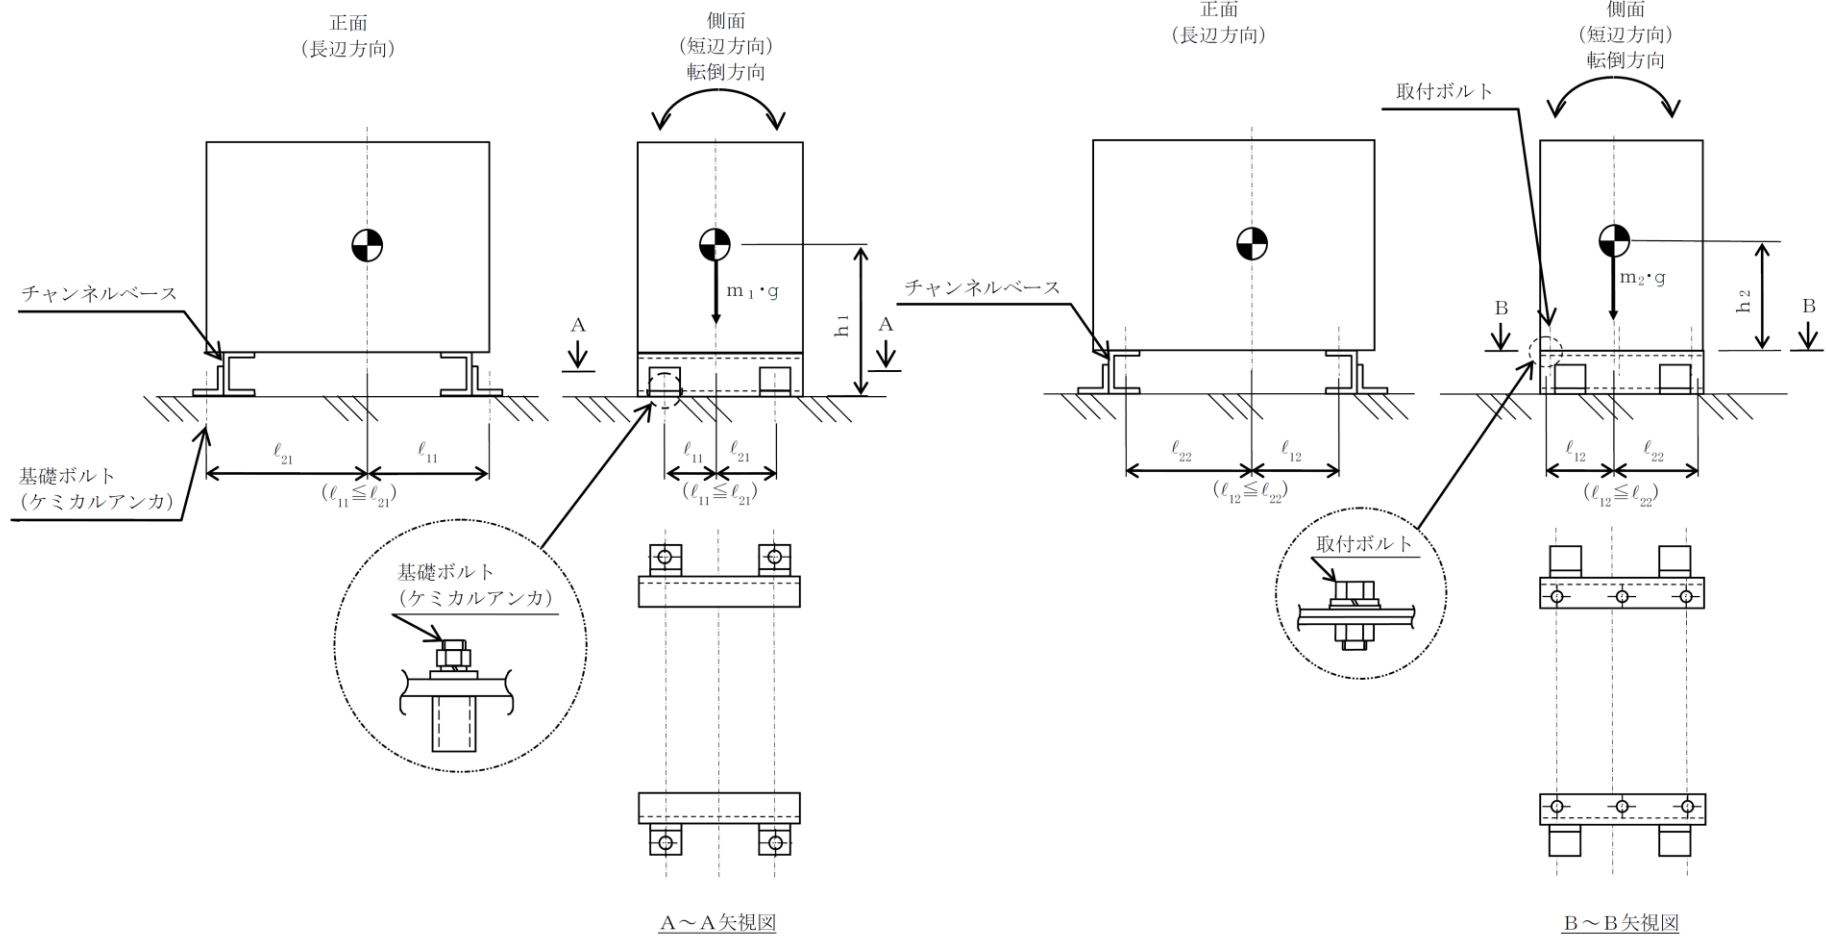 正面
(長辺方向)
側面
(短辺方向)
転倒方向
チャンネルベース
m₁・g
h₁
A
A
ℓ₂₁
ℓ₁₁
(ℓ₁₁≦ℓ₂₁)
ℓ₁₁
ℓ₂₁
(ℓ₁₁≦ℓ₂₁)
基礎ボルト
(ケミカルアンカ)
基礎ボルト
(ケミカルアンカ)
A～A矢視図
正面
(長辺方向)
側面
(短辺方向)
転倒方向
取付ボルト
チャンネルベース
m₂・g
h₂
B
B
ℓ₂₂
ℓ₁₂
(ℓ₁₂≦ℓ₂₂)
ℓ₁₂
ℓ₂₂
(ℓ₁₂≦ℓ₂₂)
取付ボルト
B～B矢視図